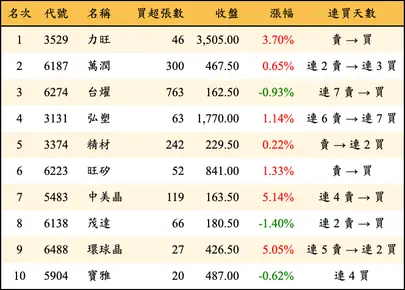 名次 代號 名稱 買超張數 收盤 漲幅 連買天數
1 3529 力旺 46 3,505.00 3.70% 賣→買
2 6187 萬潤 300 467.50 0.65% 連2賣→連3買
3 6274 台燿 763 162.50 -0.93% 連7賣→買
4 3131 弘塑 63 1,770.00 1.14% 連6賣→連7買
5 3374 精材 242 229.50 0.22% 賣→連2買
6 6223 旺矽 52 841.00 1.33% 賣→買
7 5483 中美晶 119 163.50 5.14% 連4賣→買
8 6138 茂達 66 180.50 -1.40% 連2賣→買
9 6488 環球晶 27 426.50 5.05% 連5賣→連2買
10 5904 寶雅 20 487.00 -0.62% 連4買